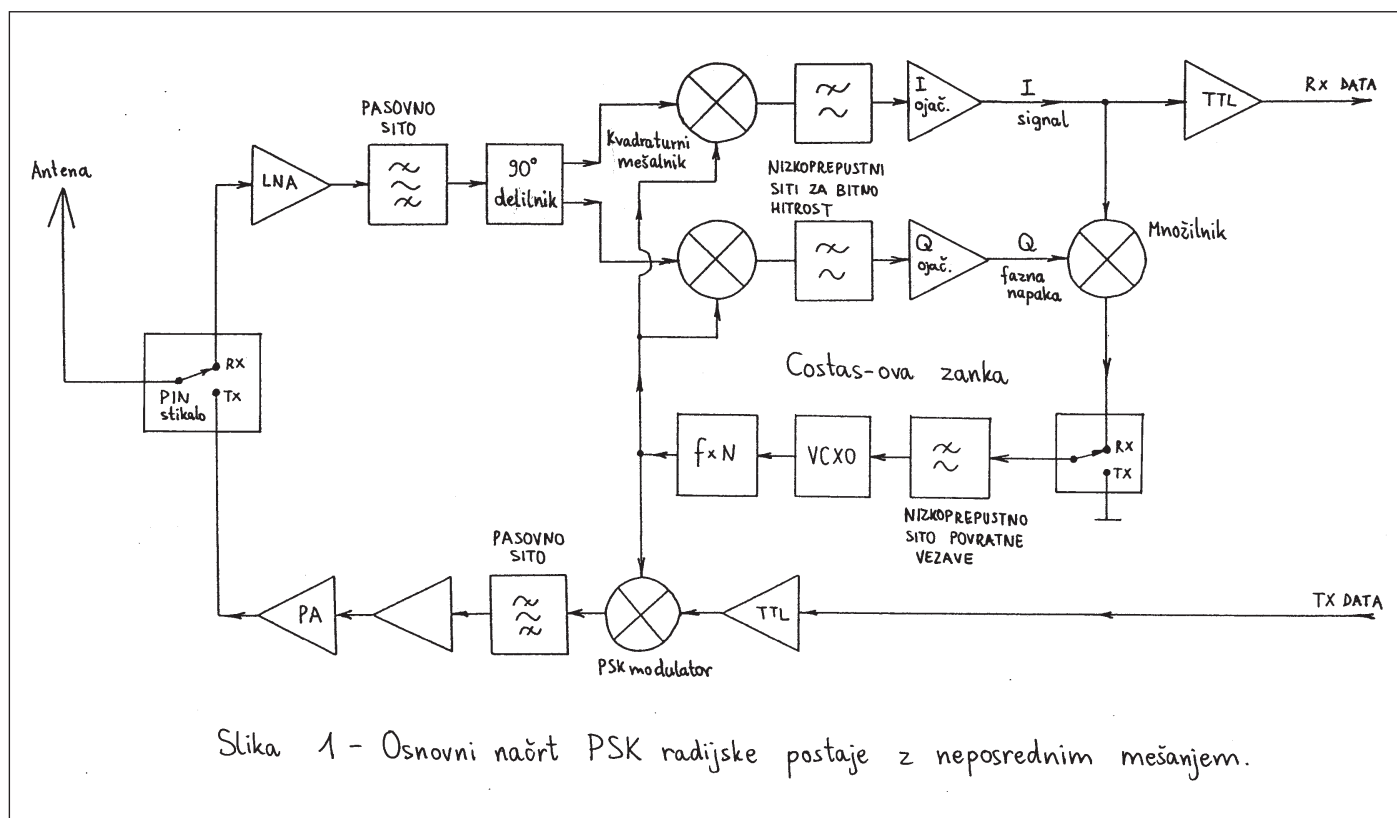 Antena
PIN
stikalo
RX
TX
LNA
PASOVNO
SITO
90°
delilnik
Kvadraturni
mešalnik
NIZKOPREPUSTNI
SITI ZA BITNO
HITROST
I
ojač.
I
signal
TTL
RX DATA
Q
ojač.
Q
fazna
napaka
Množilnik
Costas-ova zanka
f×N
VCXO
NIZKOPREPUSTNO
SITO POVRATNE
VEZAVE
RX
TX
PA
PASOVNO
SITO
PSK modulator
TTL
TX DATA
Slika 1 - Osnovni načrt PSK radijske postaje z neposrednim mešanjem.